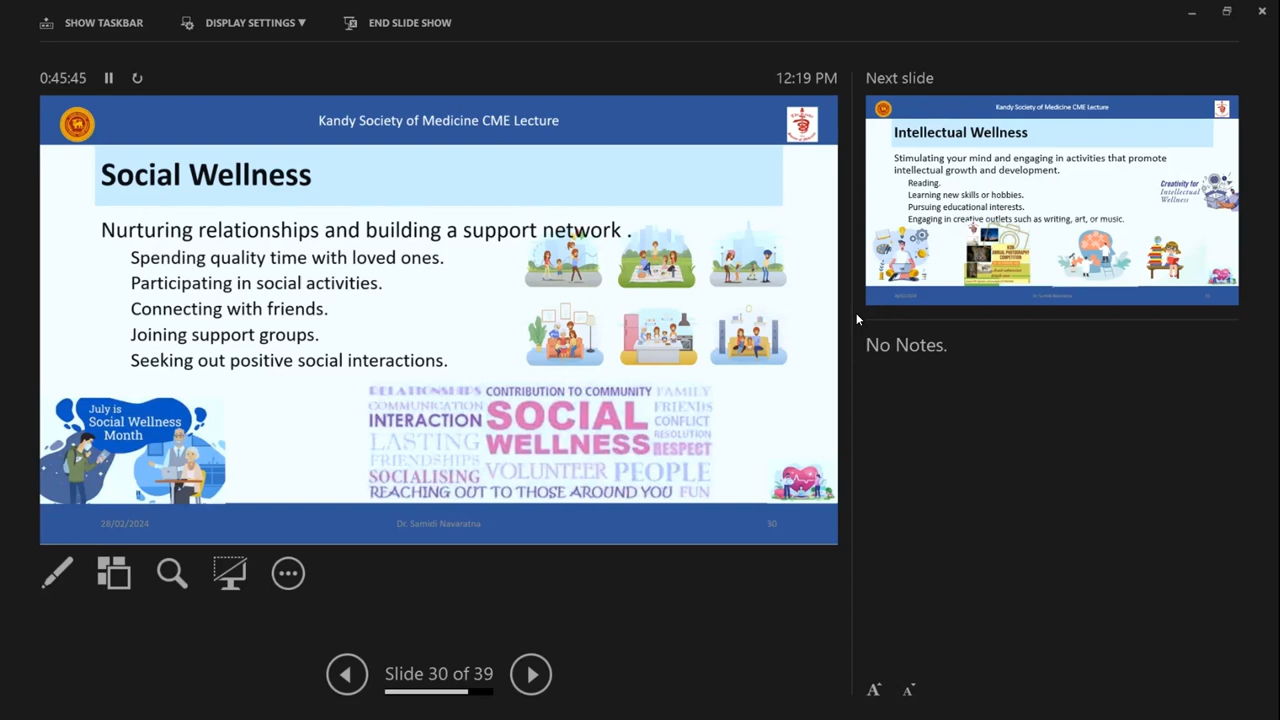 SHOW TASKBAR
DISPLAY SETTINGS ▼
END SLIDE SHOW
0:45:45
12:19 PM
Kandy Society of Medicine CME Lecture
Social Wellness
Nurturing relationships and building a support network .
Spending quality time with loved ones.
Participating in social activities.
Connecting with friends.
Joining support groups.
Seeking out positive social interactions.
July is
Social Wellness
Month
RELATIONSHIPS CONTRIBUTION TO COMMUNITY FAMILY
COMMUNICATION
INTERACTION
LASTING
FRIENDSHIPS
SOCIALISING
SOCIAL
WELLNESS
FRIENDS
CONFLICT
RESOLUTION
RESPECT
VOLUNTEER PEOPLE
REACHING OUT TO THOSE AROUND YOU FUN
28/02/2024
Dr. Samidi Navaratna
30
Slide 30 of 39
Next slide
Kandy Society of Medicine CME Lecture
Intellectual Wellness
Stimulating your mind and engaging in activities that promote
intellectual growth and development.
Reading.
Learning new skills or hobbies.
Pursuing educational interests.
Engaging in creative outlets such as writing, art, or music.
Creativity for
Intellectual
Wellness
ANNUAL PHOTOGRAPHY
COMPETITION
Dr. Samidi Navaratna
No Notes.
A A